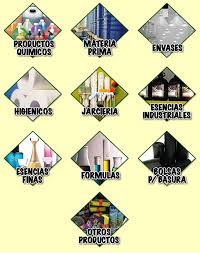 PRODUCTOS
QUIMICOS
MATERIA
PRIMA
ENVASES
HIGIENICOS
JARCIERIA
ESENCIAS
INDUSTRIALES
ESENCIAS
FINAS
FORMULAS
BOLSAS
P/ BASURA
OTROS
PRODUCTOS